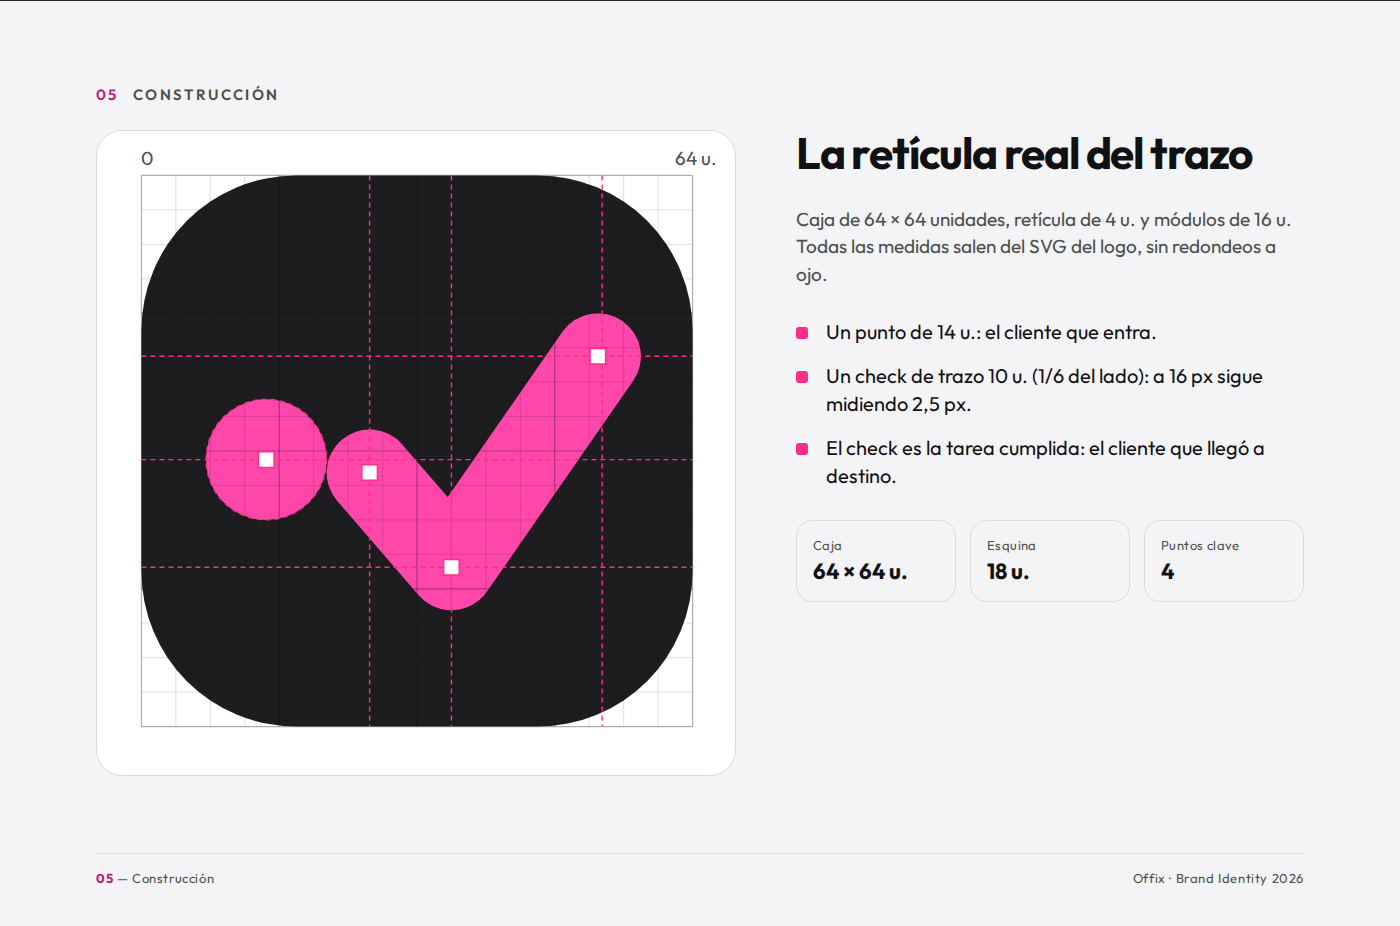 05 CONSTRUCCIÓN
0
64 u.
La retícula real del trazo
Caja de 64 × 64 unidades, retícula de 4 u. y módulos de 16 u.
Todas las medidas salen del SVG del logo, sin redondeos a
ojo.
Un punto de 14 u.: el cliente que entra.
Un check de trazo 10 u. (1/6 del lado): a 16 px sigue
midiendo 2,5 px.
El check es la tarea cumplida: el cliente que llegó a
destino.
Caja
64 × 64 u.
Esquina
18 u.
Puntos clave
4
05 — Construcción
Offix · Brand Identity 2026